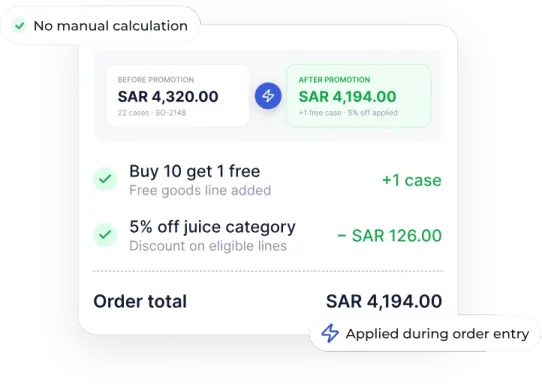 No manual calculation
BEFORE PROMOTION
SAR 4,320.00
22 cases · SO-2148
AFTER PROMOTION
SAR 4,194.00
+1 free case · 5% off applied
Buy 10 get 1 free
Free goods line added
+1 case
5% off juice category
Discount on eligible lines
− SAR 126.00
Order total
SAR 4,194.00
Applied during order entry